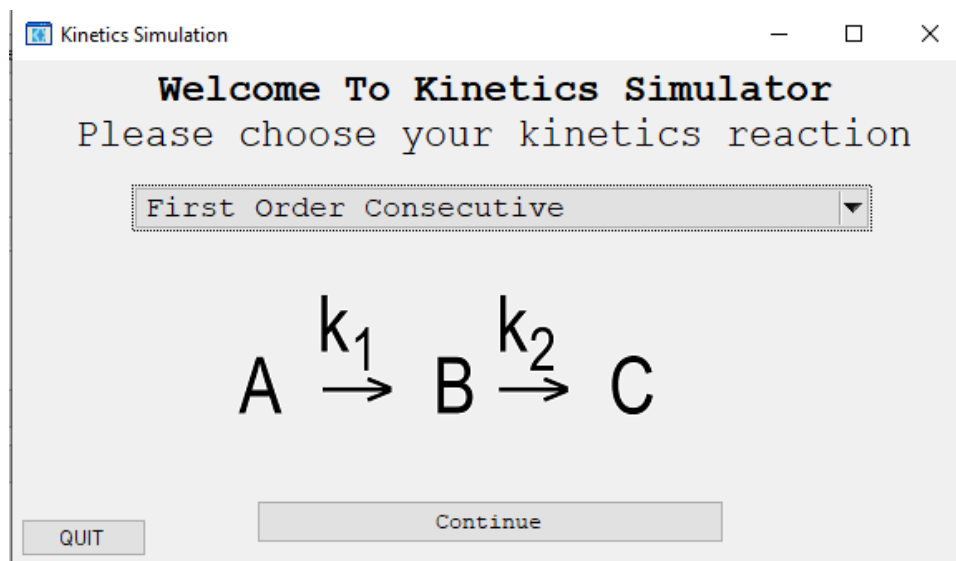 Kinetics Simulation
Welcome To Kinetics Simulator
Please choose your kinetics reaction
First Order Consecutive
k₁ k₂
A → B → C
Continue
QUIT